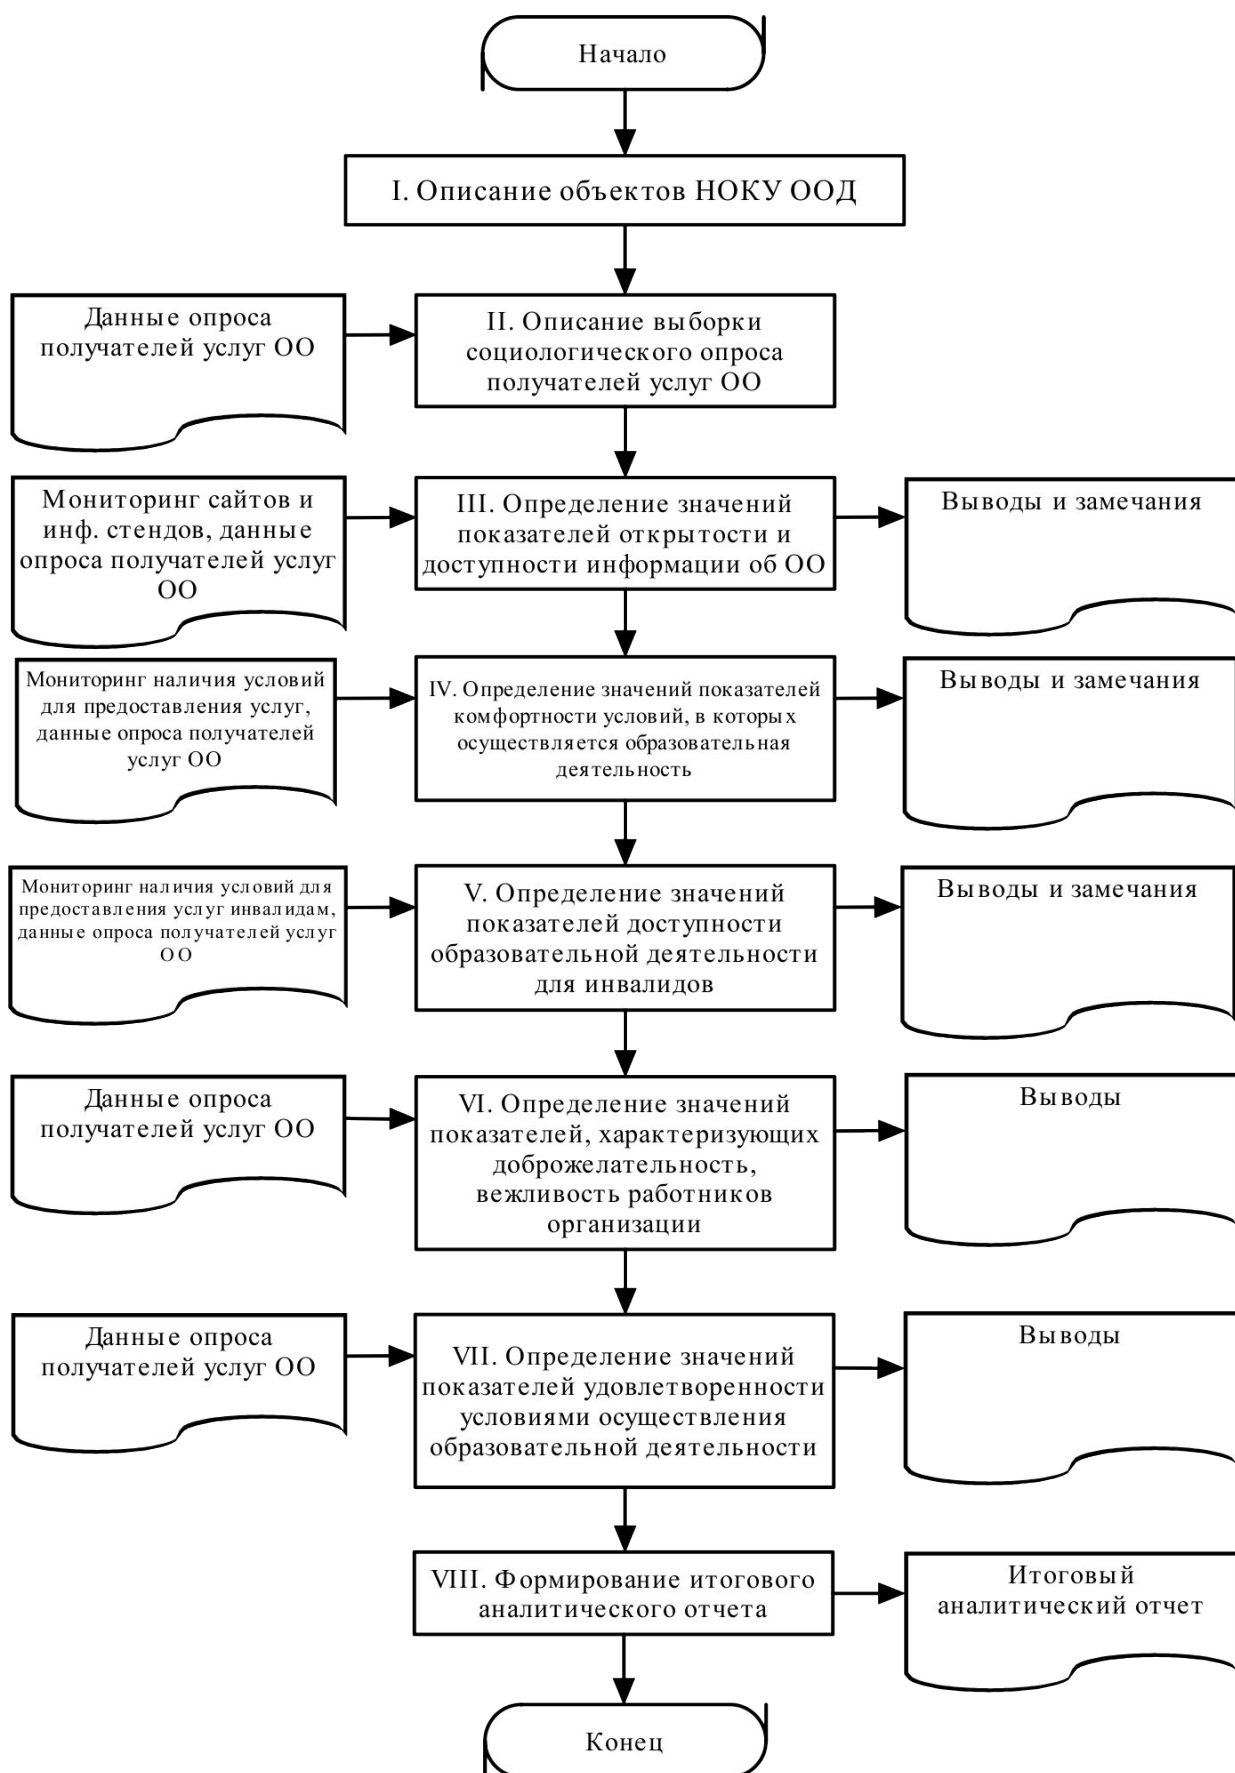 Начало
I. Описание объектов НОКУ ООД
Данные опроса
получателей услуг ОО
II. Описание выборки
социологического опроса
получателей услуг ОО
Мониторинг сайтов и
инф. стендов, данные
опроса получателей услуг
ОО
III. Определение значений
показателей открытости и
доступности информации об ОО
Выводы и замечания
Мониторинг наличия условий
для предоставления услуг,
данные опроса получателей
услуг ОО
IV. Определение значений показателей
комфортности условий, в которых
осуществляется образовательная
деятельность
Выводы и замечания
Мониторинг наличия условий для
предоставления услуг инвалидам,
данные опроса получателей услуг
ОО
V. Определение значений
показателей доступности
образовательной деятельности
для инвалидов
Выводы и замечания
Данные опроса
получателей услуг ОО
VI. Определение значений
показателей, характеризующих
доброжелательность,
вежливость работников
организации
Выводы
Данные опроса
получателей услуг ОО
VII. Определение значений
показателей удовлетворенности
условиями осуществления
образовательной деятельности
Выводы
VIII. Формирование итогового
аналитического отчета
Итоговый
аналитический отчет
Конец